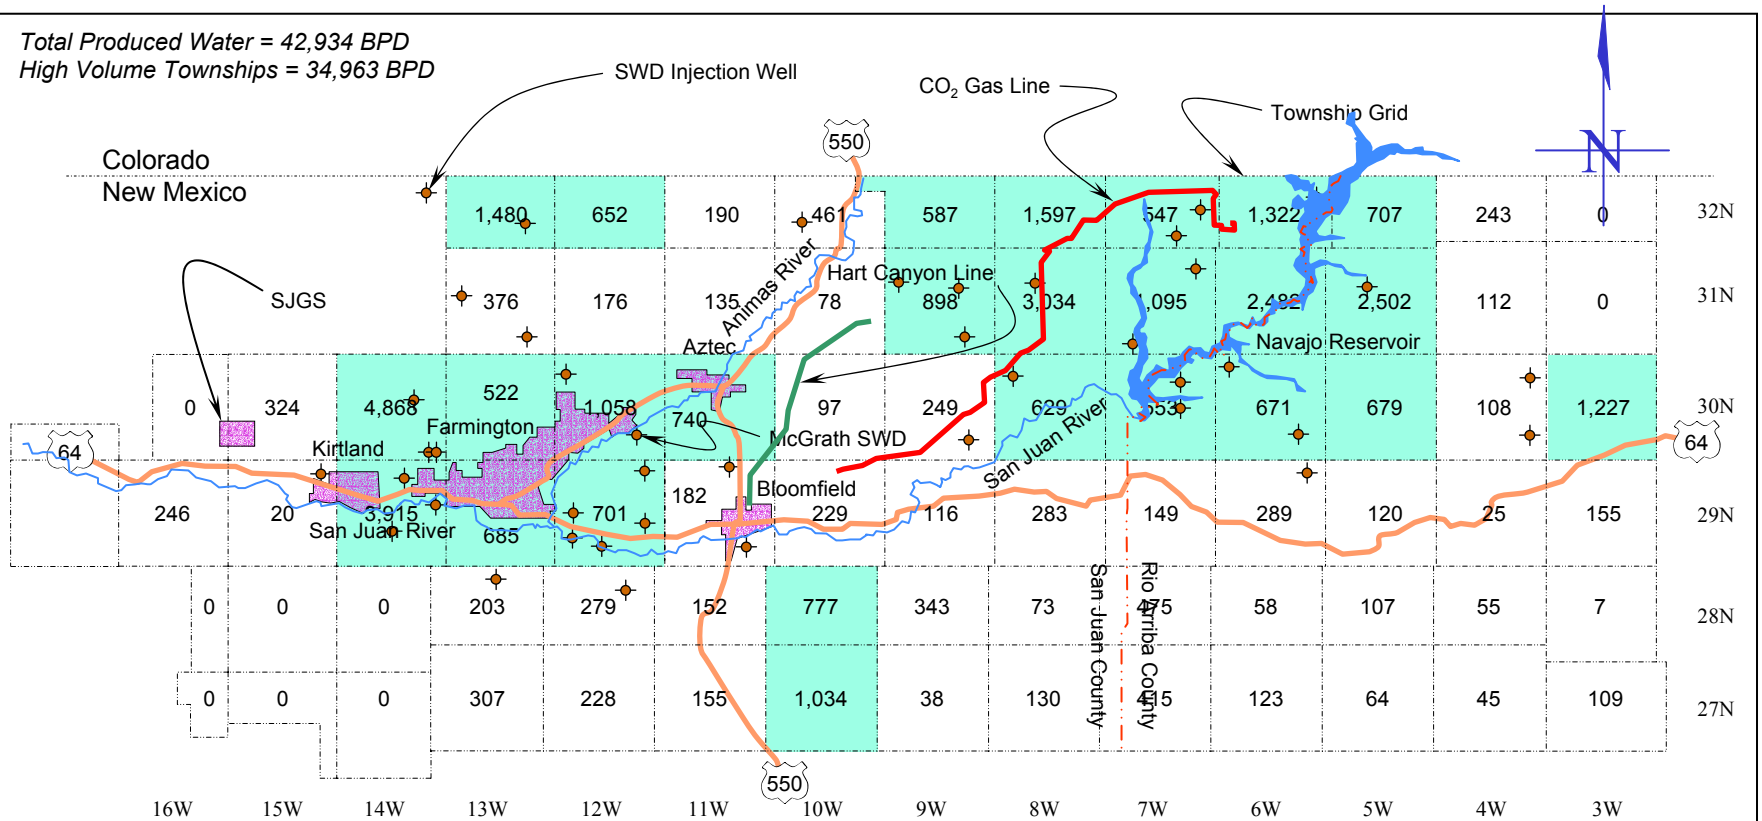 Total Produced Water = 42,934 BPD
High Volume Townships = 34,963 BPD
SWD Injection Well
CO2 Gas Line
Township Grid
550
N
Colorado
New Mexico
1,480 652 190 461 587 1,597 547 1,322 707 243 0 32N
Animas River
Hart Canyon Line
SJGS
376 176 135 78 898 3,034 1,095 2,482 2,502 112 0 31N
Aztec
Navajo Reservoir
0 324 4,868 522 1,058 740 97 249 629 553 671 679 108 1,227 30N
Farmington
McGrath SWD
Kirtland
64
64
San Juan River
Bloomfield
246 20 3,915 685 701 182 229 116 283 149 289 120 25 155 29N
San Juan River
San Juan County
Rio Arriba County
0 0 0 203 279 152 777 343 73 475 58 107 55 7 28N
0 0 0 307 228 155 1,034 38 130 415 123 64 45 109 27N
550
16W 15W 14W 13W 12W 11W 10W 9W 8W 7W 6W 5W 4W 3W